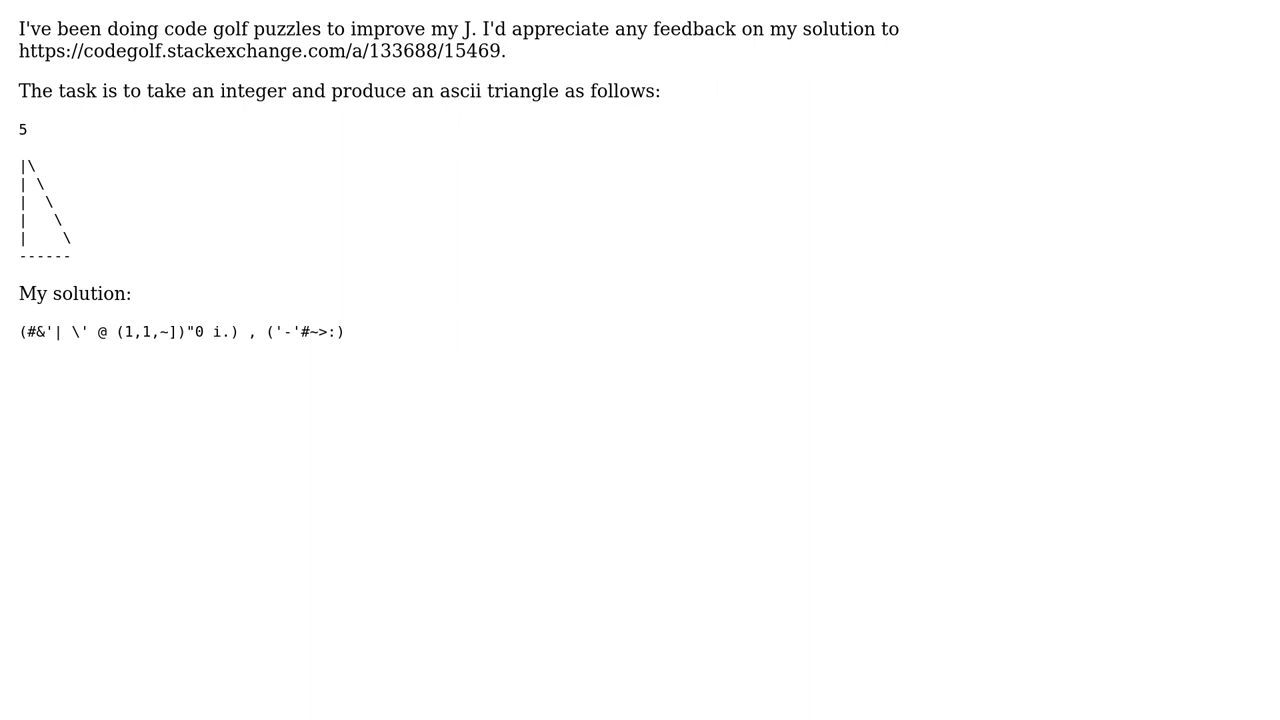 I've been doing code golf puzzles to improve my J. I'd appreciate any feedback on my solution to
https://codegolf.stackexchange.com/a/133688/15469.
The task is to take an integer and produce an ascii triangle as follows:
5
|\
| \
|  \
|   \
|    \
------
My solution:
(#&'| \' @ (1,1,~])"0 i.) , ('-'#~>:)